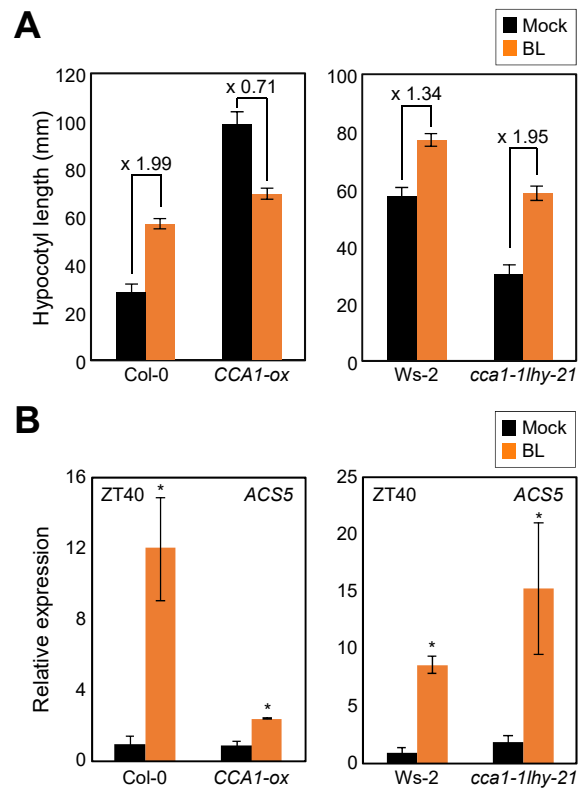 A
Mock
BL
Hypocotyl length (mm)
120
100
80
60
40
20
0
x 1.99
x 0.71
Col-0
CCA1-ox
100
80
60
40
20
0
x 1.34
x 1.95
Ws-2
cca1-1lhy-21
B
Mock
BL
Relative expression
16
12
8
4
0
ZT40
ACS5
*
*
Col-0
CCA1-ox
25
20
15
10
5
0
ZT40
ACS5
*
*
Ws-2
cca1-1lhy-21